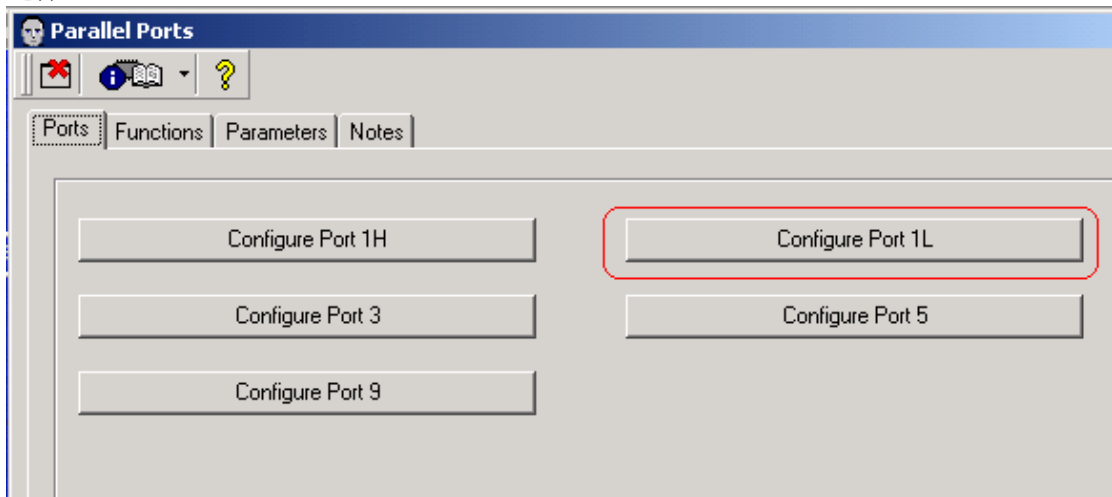 Parallel Ports
Ports Functions Parameters Notes
Configure Port 1H Configure Port 1L
Configure Port 3 Configure Port 5
Configure Port 9